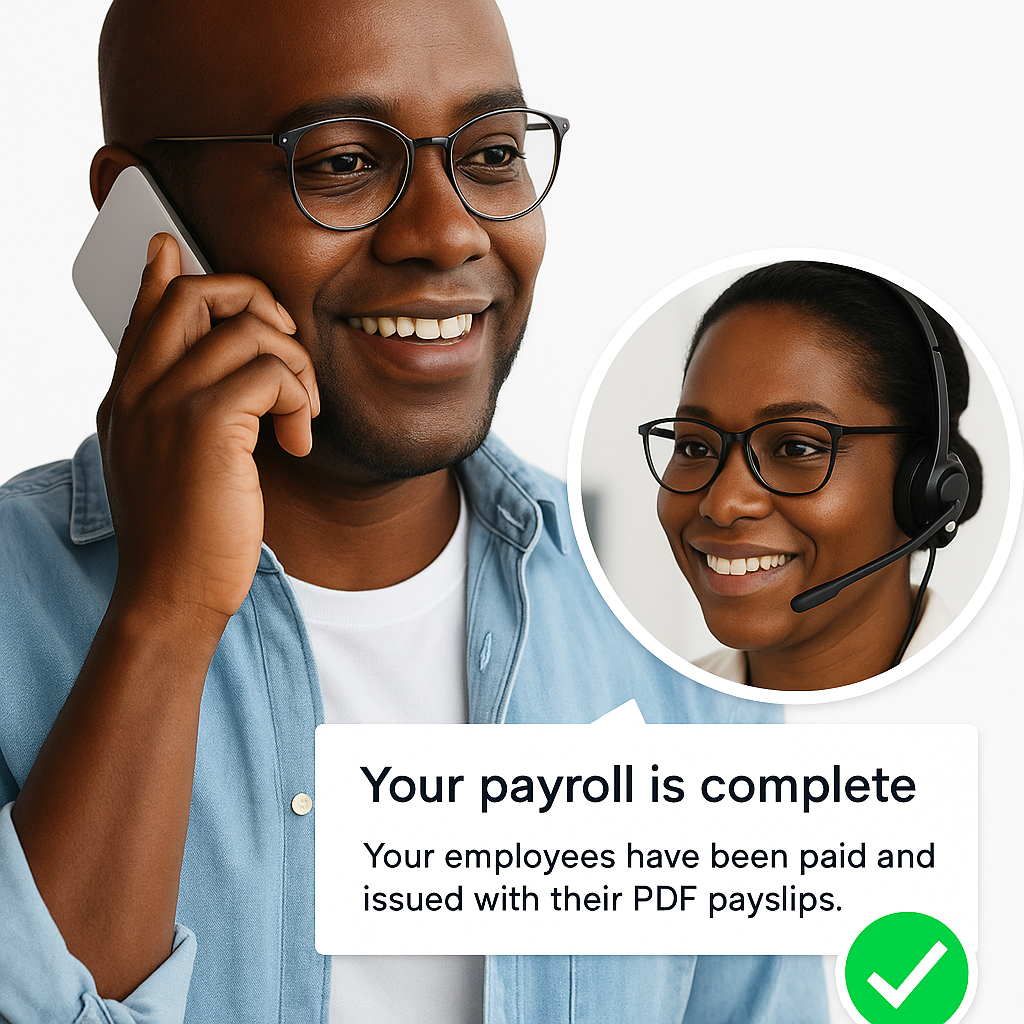 Your payroll is complete
Your employees have been paid and
issued with their PDF payslips.